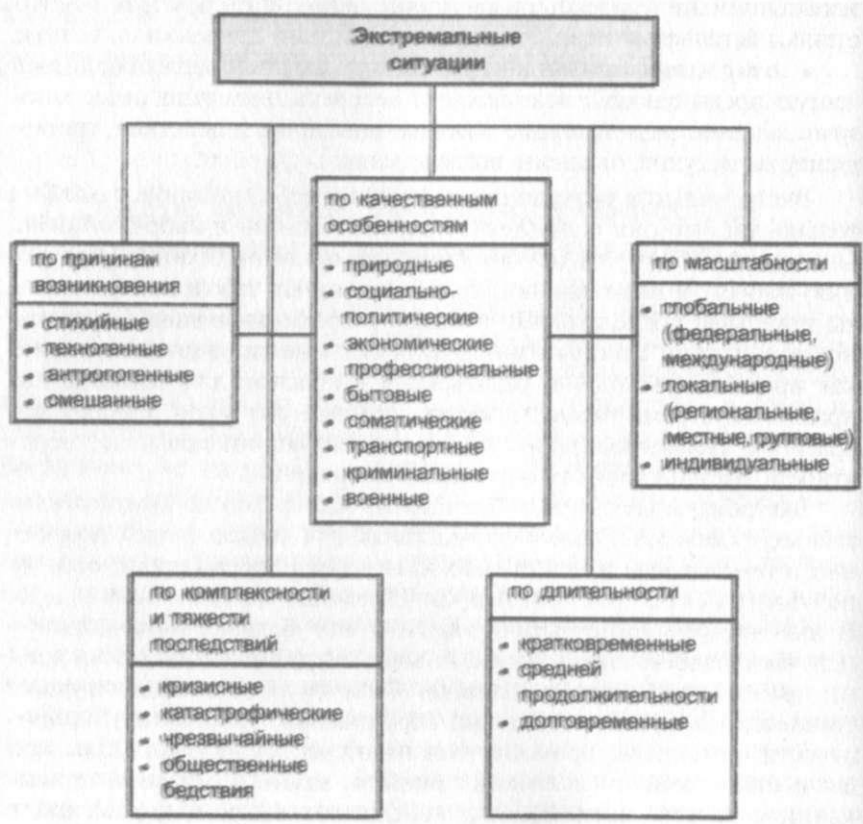 Экстремальные
ситуации
по качественным
особенностям
- природные
- социально-
политические
- экономические
- профессиональные
- бытовые
- соматические
- транспортные
- криминальные
- военные
по причинам
возникновения
- стихийные
- техногенные
- антропогенные
- смешанные
по масштабности
- глобальные
(федеральные,
международные)
- локальные
(региональные,
местные, групповые)
индивидуальные
по комплексности
и тяжести
последствий
- кризисные
- катастрофические
- чрезвычайные
- общественные
бедствия
по длительности
- кратковременные
- средней
продолжительности
- долговременные